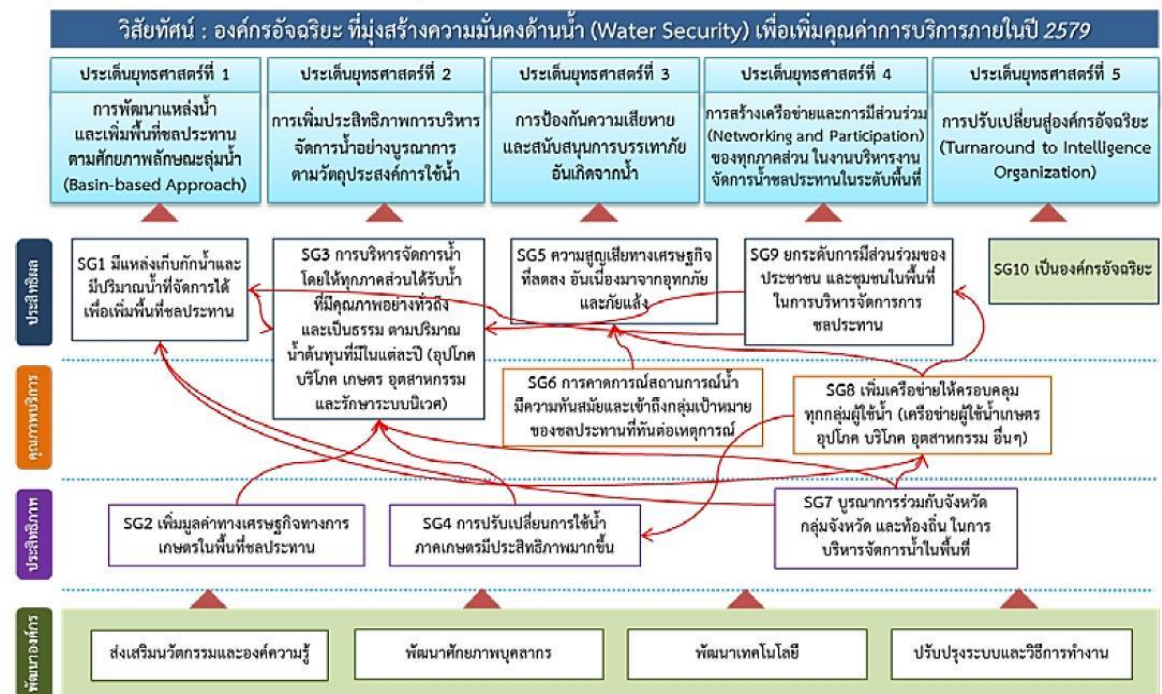 วิสัยทัศน์ : องค์กรอัจฉริยะ ที่มุ่งสร้างความมั่นคงด้านน้ำ (Water Security) เพื่อเพิ่มคุณค่าการบริการภายในปี 2579
ประเด็นยุทธศาสตร์ที่ 1
การพัฒนาแหล่งน้ำ
และเพิ่มพื้นที่ชลประทาน
ตามศักยภาพลักษณะลุ่มน้ำ
(Basin-based Approach)
ประเด็นยุทธศาสตร์ที่ 2
การเพิ่มประสิทธิภาพการบริหาร
จัดการน้ำอย่างบูรณาการ
ตามวัตถุประสงค์การใช้น้ำ
ประเด็นยุทธศาสตร์ที่ 3
การป้องกันความเสียหาย
และสนับสนุนการบรรเทาภัย
อันเกิดจากน้ำ
ประเด็นยุทธศาสตร์ที่ 4
การสร้างเครือข่ายและการมีส่วนร่วม
(Networking and Participation)
ของทุกภาคส่วน ในงานบริหารงาน
จัดการน้ำชลประทานในระดับพื้นที่
ประเด็นยุทธศาสตร์ที่ 5
การปรับเปลี่ยนสู่องค์กรอัจฉริยะ
(Turnaround to Intelligence
Organization)
ประสิทธิผล
SG1 มีแหล่งเก็บกักน้ำและ
มีปริมาณน้ำที่จัดการได้
เพื่อเพิ่มพื้นที่ชลประทาน
SG3 การบริหารจัดการน้ำ
โดยให้ทุกภาคส่วนได้รับน้ำ
ที่มีคุณภาพอย่างทั่วถึง
และเป็นธรรม ตามปริมาณ
น้ำต้นทุนที่มีในแต่ละปี (อุปโภค
บริโภค เกษตร อุตสาหกรรม
และรักษาระบบนิเวศ)
SG5 ความสูญเสียทางเศรษฐกิจ
ที่ลดลง อันเนื่องมาจากอุทกภัย
และภัยแล้ง
SG9 ยกระดับการมีส่วนร่วมของ
ประชาชน และชุมชนในพื้นที่
ในการบริหารจัดการการ
ชลประทาน
SG10 เป็นองค์กรอัจฉริยะ
คุณภาพบริการ
SG6 การคาดการณ์สถานการณ์น้ำ
มีความทันสมัยและเข้าถึงกลุ่มเป้าหมาย
ของชลประทานที่ทันต่อเหตุการณ์
SG8 เพิ่มเครือข่ายให้ครอบคลุม
ทุกกลุ่มผู้ใช้น้ำ (เครือข่ายผู้ใช้น้ำเกษตร
อุปโภค บริโภค อุตสาหกรรม อื่นๆ)
ประสิทธิภาพ
SG2 เพิ่มมูลค่าทางเศรษฐกิจทางการ
เกษตรในพื้นที่ชลประทาน
SG4 การปรับเปลี่ยนการใช้น้ำ
ภาคเกษตรมีประสิทธิภาพมากขึ้น
SG7 บูรณาการร่วมกับจังหวัด
กลุ่มจังหวัด และท้องถิ่น ในการ
บริหารจัดการน้ำในพื้นที่
พัฒนาองค์กร
ส่งเสริมนวัตกรรมและองค์ความรู้
พัฒนาศักยภาพบุคลากร
พัฒนาเทคโนโลยี
ปรับปรุงระบบและวิธีการทำงาน